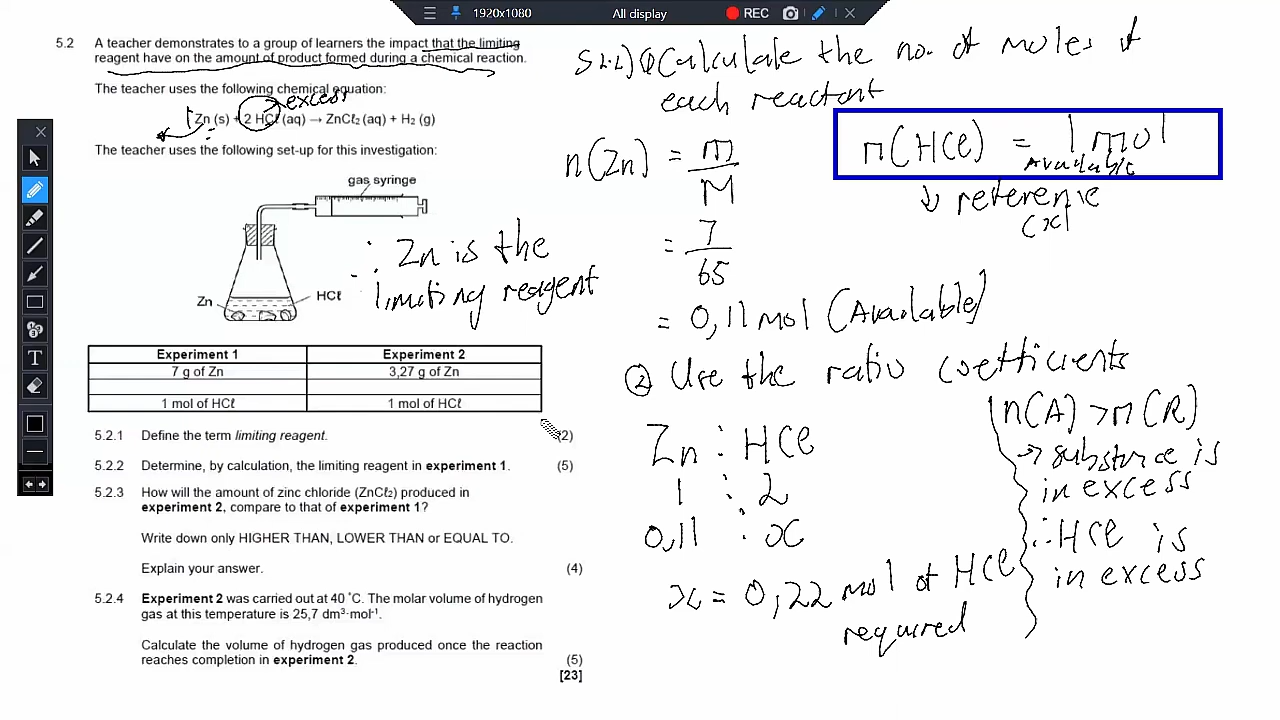 1920x1080
All display
REC
5.2 A teacher demonstrates to a group of learners the impact that the limiting
reagent have on the amount of product formed during a chemical reaction.
The teacher uses the following chemical equation:
excess
Zn (s) + 2 HCℓ (aq) → ZnCℓ₂ (aq) + H₂ (g)
The teacher uses the following set-up for this investigation:
gas syringe
Zn
HCℓ
∴ Zn is the
limiting reagent
Experiment 1 Experiment 2
7 g of Zn 3,27 g of Zn
1 mol of HCℓ 1 mol of HCℓ
5.2.1 Define the term limiting reagent. (2)
5.2.2 Determine, by calculation, the limiting reagent in experiment 1. (5)
5.2.3 How will the amount of zinc chloride (ZnCℓ₂) produced in
experiment 2, compare to that of experiment 1?
Write down only HIGHER THAN, LOWER THAN or EQUAL TO.
Explain your answer. (4)
5.2.4 Experiment 2 was carried out at 40 ˚C. The molar volume of hydrogen
gas at this temperature is 25,7 dm³·mol⁻¹.
Calculate the volume of hydrogen gas produced once the reaction
reaches completion in experiment 2. (5)
[23]
5.2.2) ① Calculate the no. of moles of
each reactant
n(Zn) = m
M
= 7
65
= 0,11 mol (Available)
n(HCℓ) = 1 mol
Available
↓ reference
(x)
② Use the ratio coefficients
Zn : HCℓ
1 : 2
0,11 : x
x = 0,22 mol of HCℓ
required
n(A) > n(R)
→ substance is
in excess
∴ HCℓ is
in excess